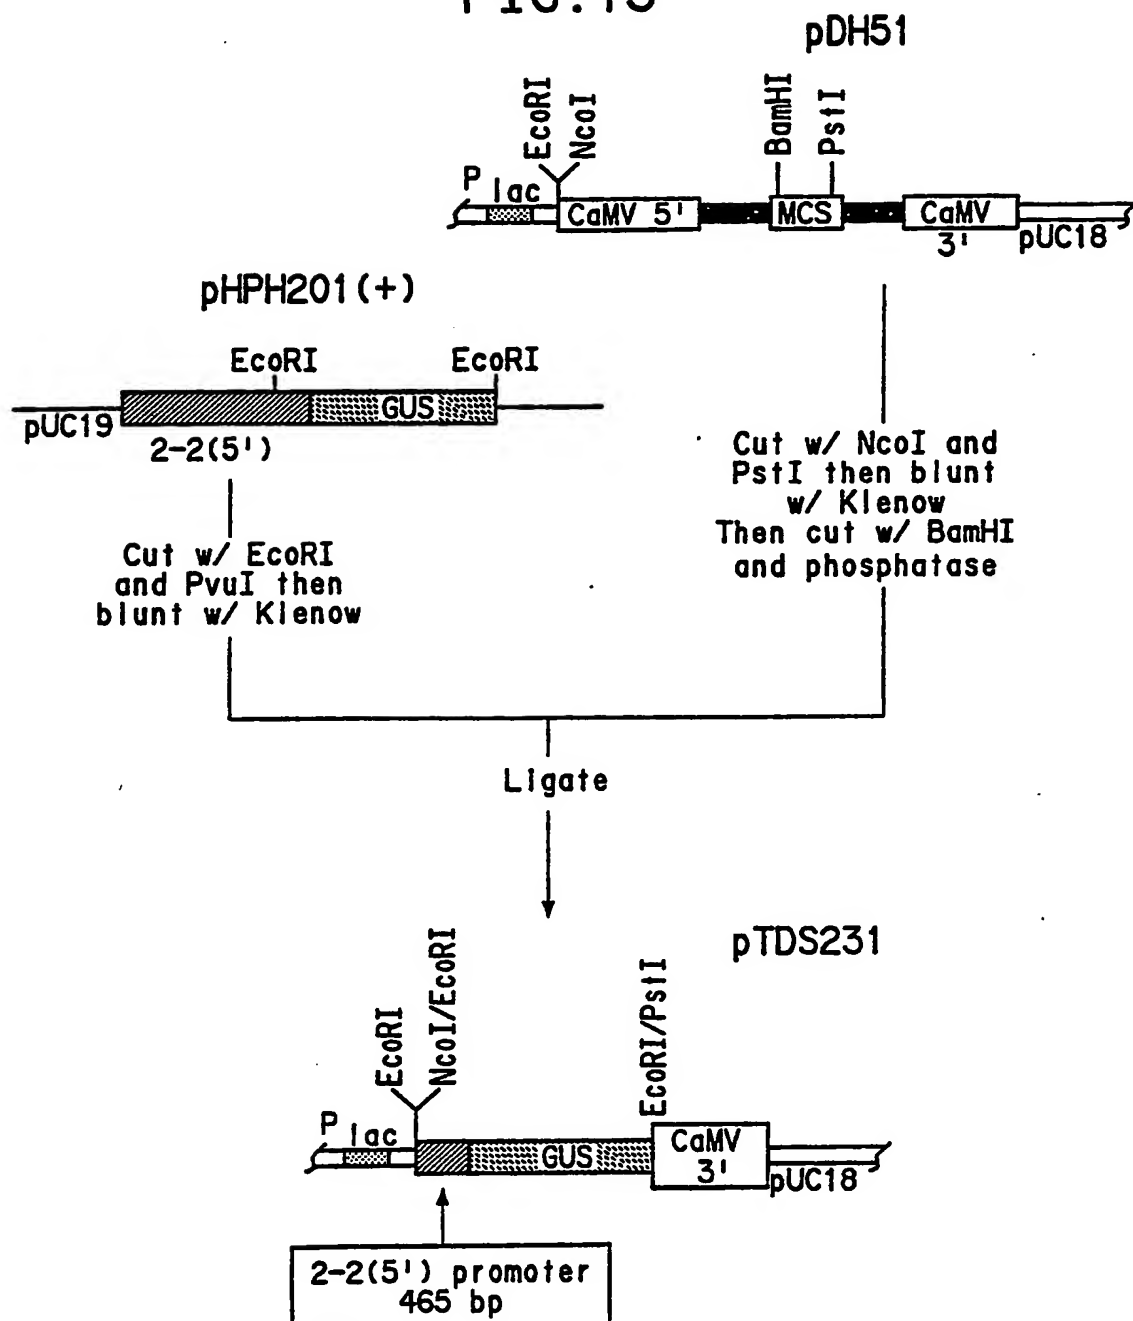 FIG.15
pDH51
EcoRI
NcoI
BamHI
PstI
P lac
CaMV 5'
MCS
CaMV
3'
pUC18
pHPH201(+)
EcoRI
EcoRI
GUS
pUC19
2-2(5')
Cut w/ EcoRI
and PvuI then
blunt w/ Klenow
Cut w/ NcoI and
PstI then blunt
w/ Klenow
Then cut w/ BamHI
and phosphatase
Ligate
pTDS231
EcoRI
NcoI/EcoRI
EcoRI/PstI
P lac
GUS
CaMV
3'
pUC18
2-2(5') promoter
465 bp